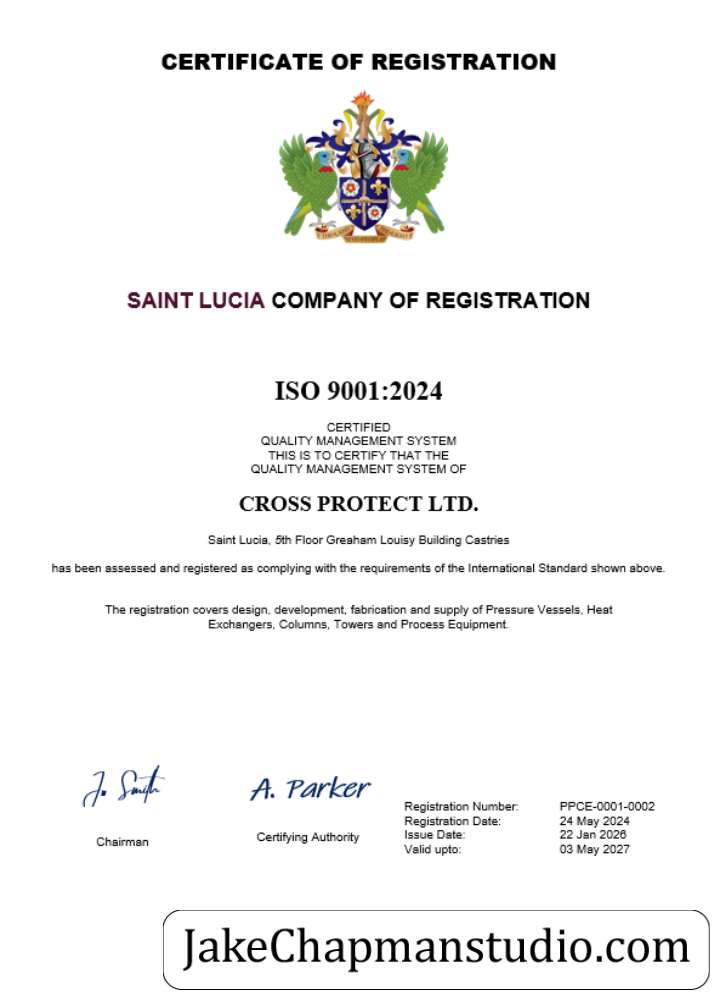 CERTIFICATE OF REGISTRATION
SAINT LUCIA COMPANY OF REGISTRATION
ISO 9001:2024
CERTIFIED
QUALITY MANAGEMENT SYSTEM
THIS IS TO CERTIFY THAT THE
QUALITY MANAGEMENT SYSTEM OF
CROSS PROTECT LTD.
Saint Lucia, 5th Floor Greaham Louisy Building Castries
has been assessed and registered as complying with the requirements of the International Standard shown above.
The registration covers design, development, fabrication and supply of Pressure Vessels, Heat
Exchangers, Columns, Towers and Process Equipment.
A. Parker
Chairman
Certifying Authority
Registration Number: PPCE-0001-0002
Registration Date: 24 May 2024
Issue Date: 22 Jan 2026
Valid upto: 03 May 2027
JakeChapmanstudio.com